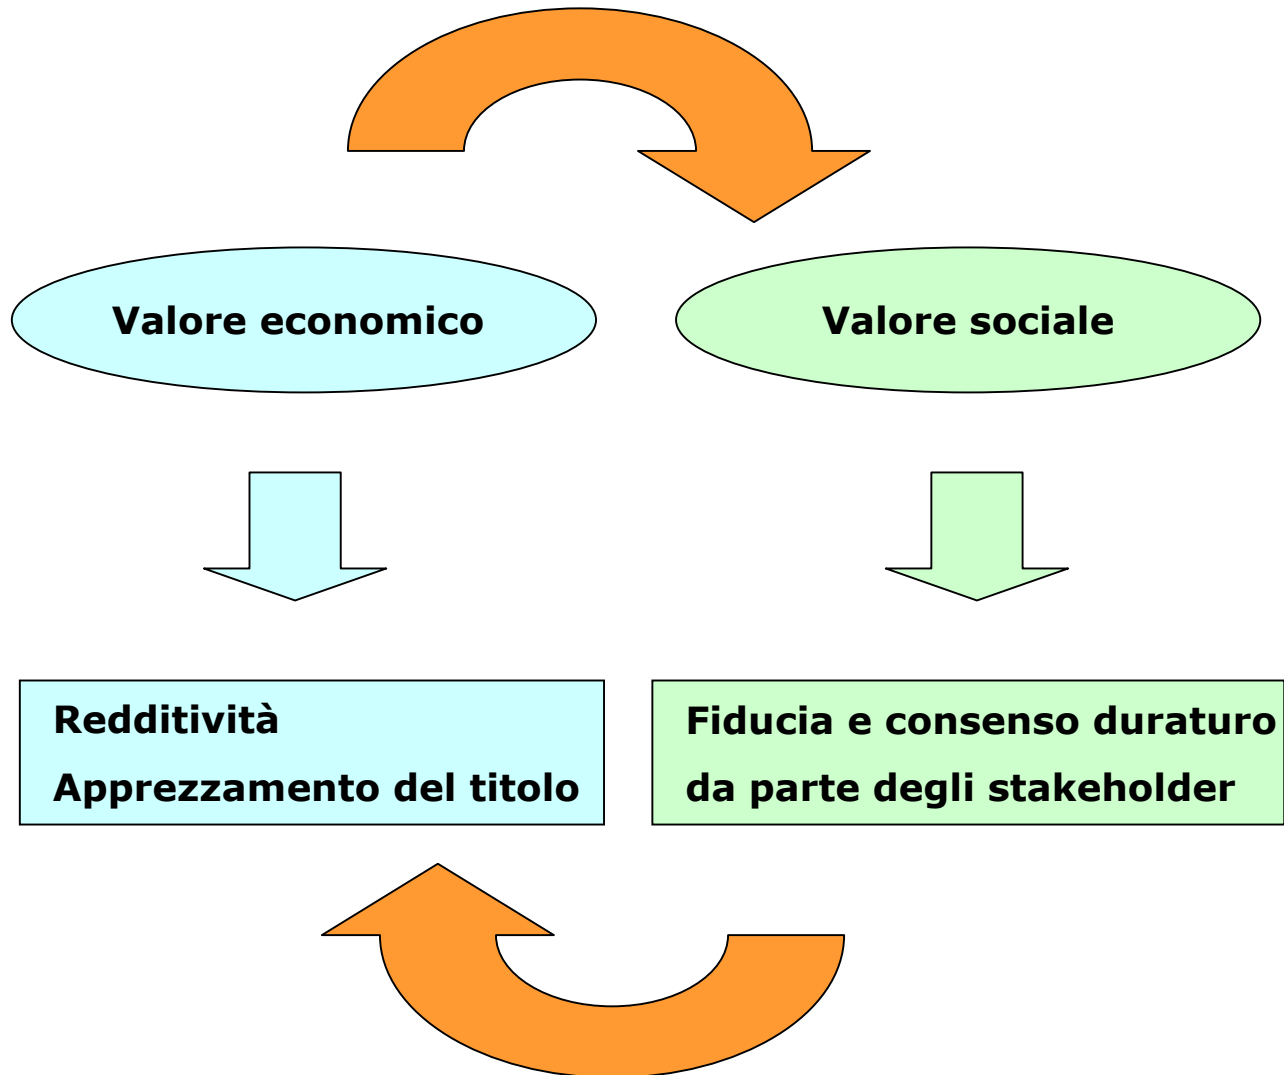 Valore economico
Valore sociale
Redditività
Apprezzamento del titolo
Fiducia e consenso duraturo
da parte degli stakeholder